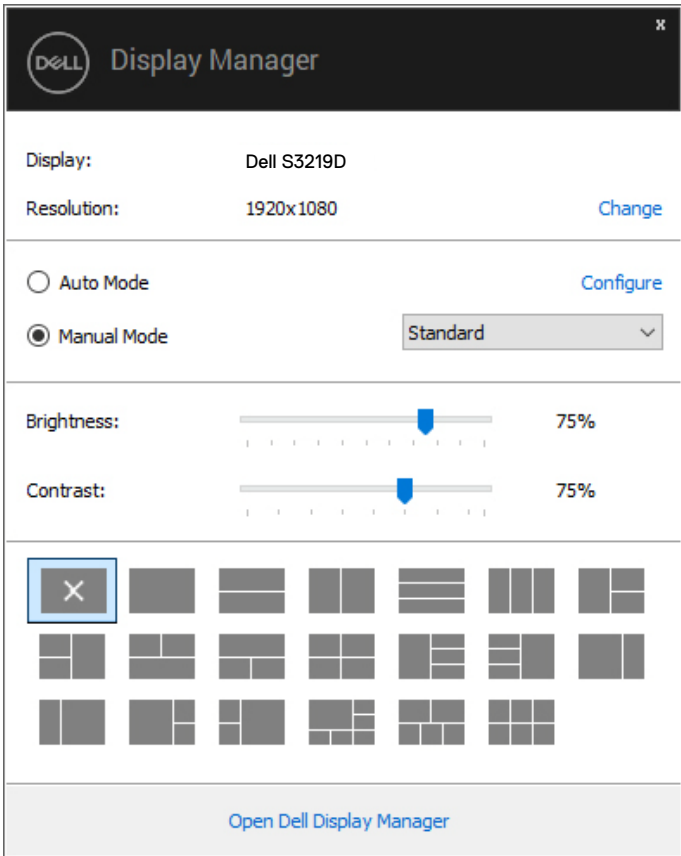 x
DELL Display Manager
Display: Dell S3219D
Resolution: 1920x1080 Change
Auto Mode Configure
Manual Mode Standard
Brightness: 75%
Contrast: 75%
Open Dell Display Manager